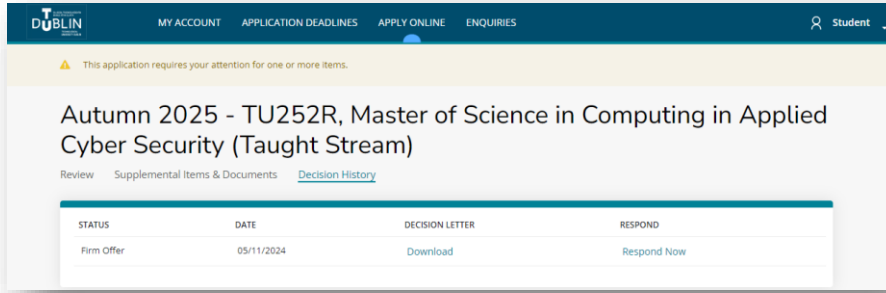 TU DUBLIN
MY ACCOUNT APPLICATION DEADLINES APPLY ONLINE ENQUIRIES Student
This application requires your attention for one or more items.
Autumn 2025 - TU252R, Master of Science in Computing in Applied
Cyber Security (Taught Stream)
Review Supplemental Items & Documents Decision History
STATUS DATE DECISION LETTER RESPOND
Firm Offer 05/11/2024 Download Respond Now